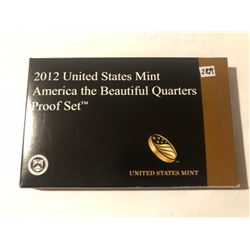 2012 United States Mint
America the Beautiful Quarters
Proof Set™
UNITED STATES MINT